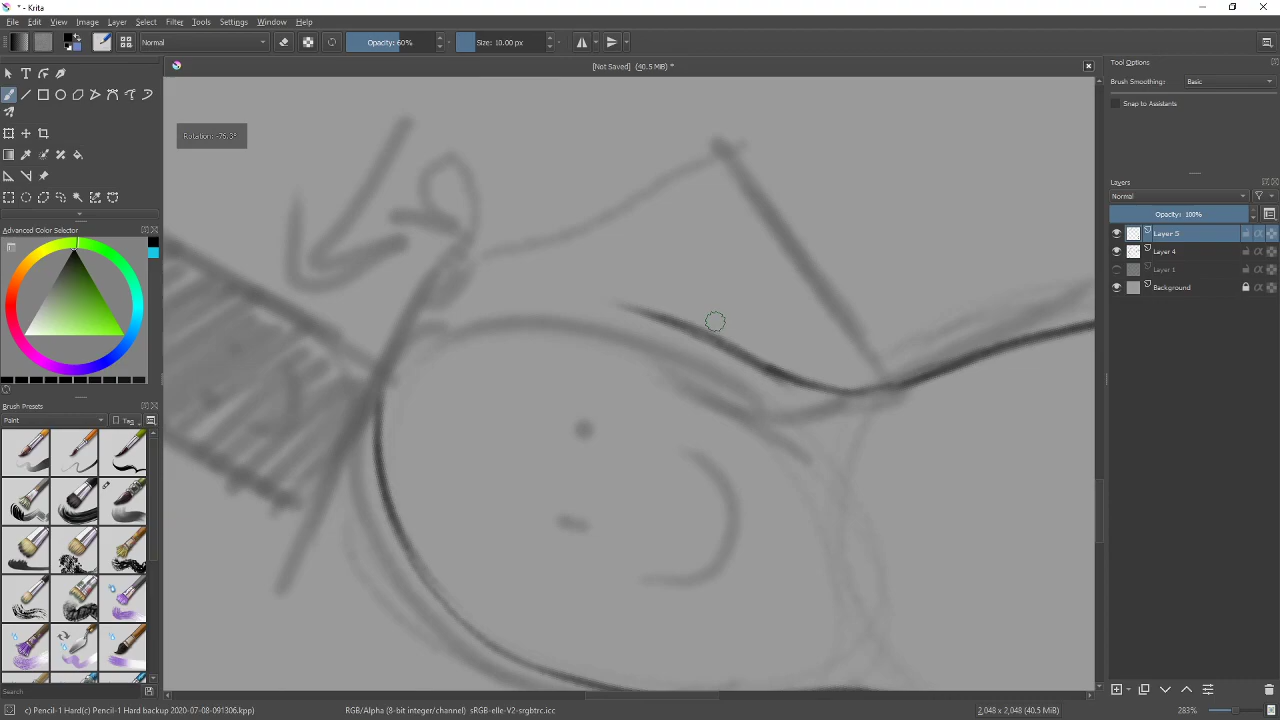 - Krita
File Edit View Image Layer Select Filter Tools Settings Window Help
Normal Opacity: 60% Size: 10.00 px
[Not Saved] (40.5 MiB) *
Rotation: -76.3°
Tool Options
Brush Smoothing: Basic
Snap to Assistants
Layers
Normal
Opacity: 100%
Layer 5
Layer 4
Layer 1
Background
Advanced Color Selector
Brush Presets
Paint Tag
Search
c) Pencil-1 Hard(c) Pencil-1 Hard backup 2020-07-08-091306.kpp) RGB/Alpha (8-bit integer/channel) sRGB-elle-V2-srgbtrc.icc 2,048 x 2,048 (40.5 MiB) 283%